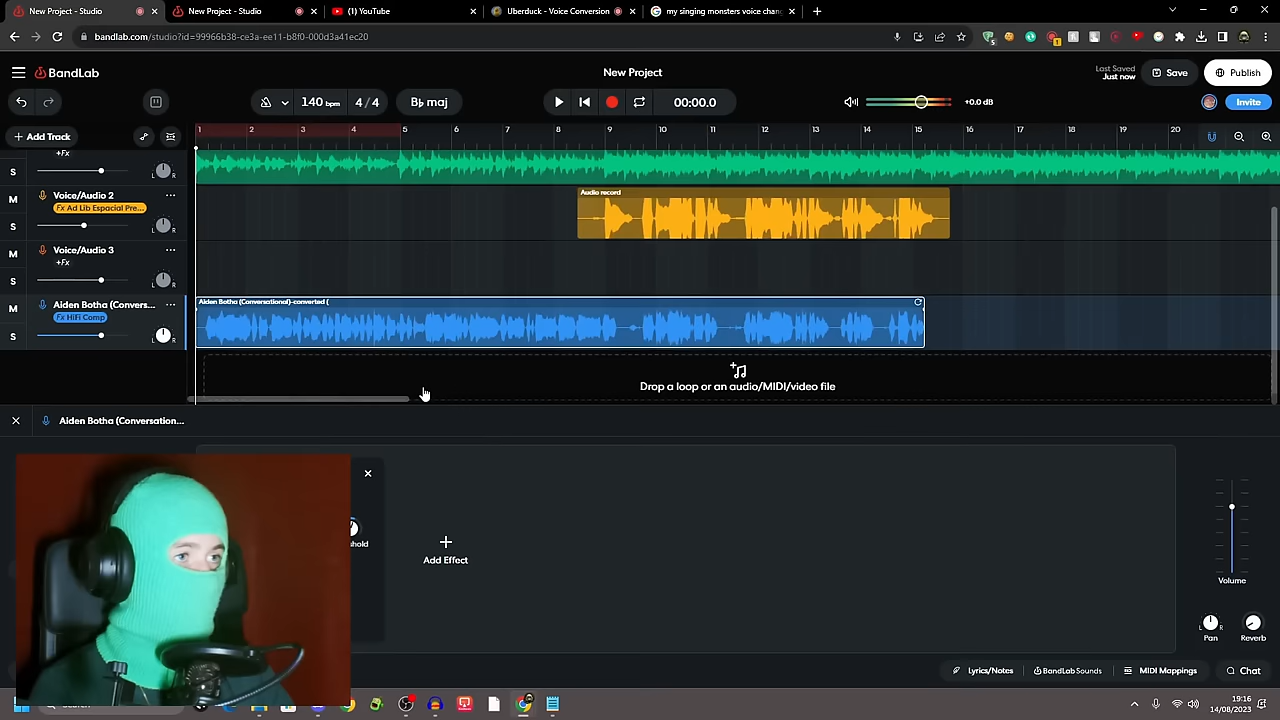 New Project - Studio
New Project - Studio
(1) YouTube
Uberduck - Voice Conversion
my singing monsters voice chan
bandlab.com/studio?id=99966b38-ce3a-ee11-b8f0-000d3a41ec20
BandLab
New Project
Last Saved
Just now
Save
Publish
140 bpm
4 / 4
B♭ maj
00:00.0
+0.0 dB
Invite
Add Track
1 2 3 4 5 6 7 8 9 10 11 12 13 14 15 16 17 18 19 20
+Fx
S
L R
M
Voice/Audio 2
Fx Ad Lib Espacial Pre...
S
L R
Audio record
M
Voice/Audio 3
+Fx
S
L R
M
Aiden Botha (Convers...
Fx HiFi Comp
S
L R
Aiden Botha (Conversational)-converted (
Drop a loop or an audio/MIDI/video file
Aiden Botha (Conversation...
hold
Add Effect
Volume
L R
Pan
Reverb
Lyrics/Notes
BandLab Sounds
MIDI Mappings
Chat
19:16
14/08/2023